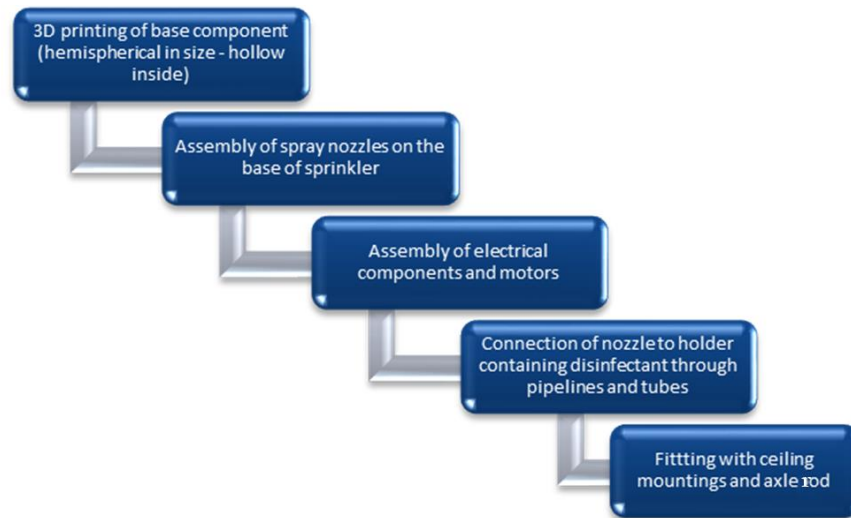 3D printing of base component
(hemispherical in size - hollow
inside)
Assembly of spray nozzles on the
base of sprinkler
Assembly of electrical
components and motors
Connection of nozzle to holder
containing disinfectant through
pipelines and tubes
Fittting with ceiling
mountings and axle rod